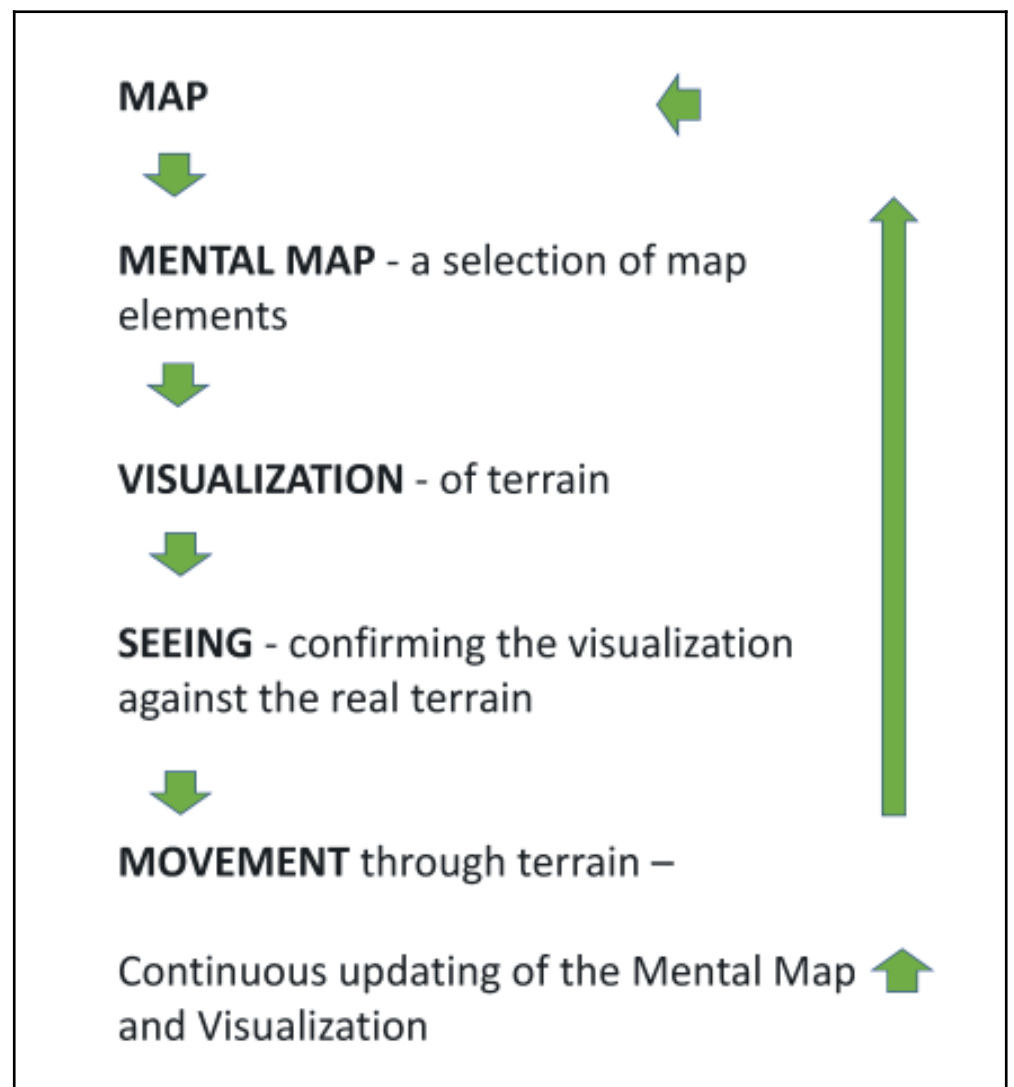 MAP
MENTAL MAP - a selection of map
elements
VISUALIZATION - of terrain
SEEING - confirming the visualization
against the real terrain
MOVEMENT through terrain –
Continuous updating of the Mental Map
and Visualization